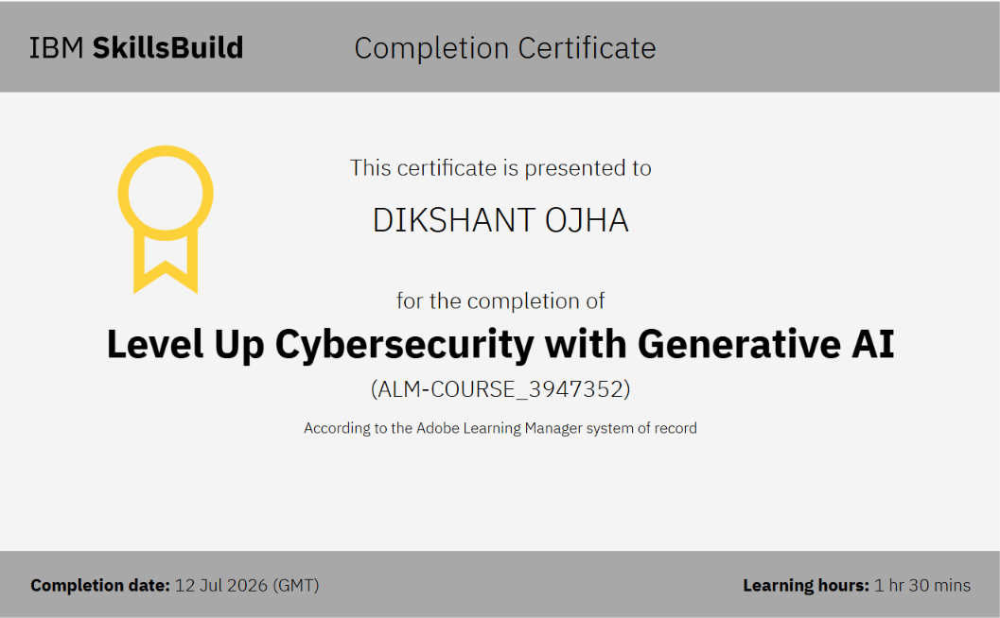 IBM SkillsBuild
Completion Certificate
This certificate is presented to
DIKSHANT OJHA
for the completion of
Level Up Cybersecurity with Generative AI
(ALM-COURSE_3947352)
According to the Adobe Learning Manager system of record
Completion date: 12 Jul 2026 (GMT)
Learning hours: 1 hr 30 mins